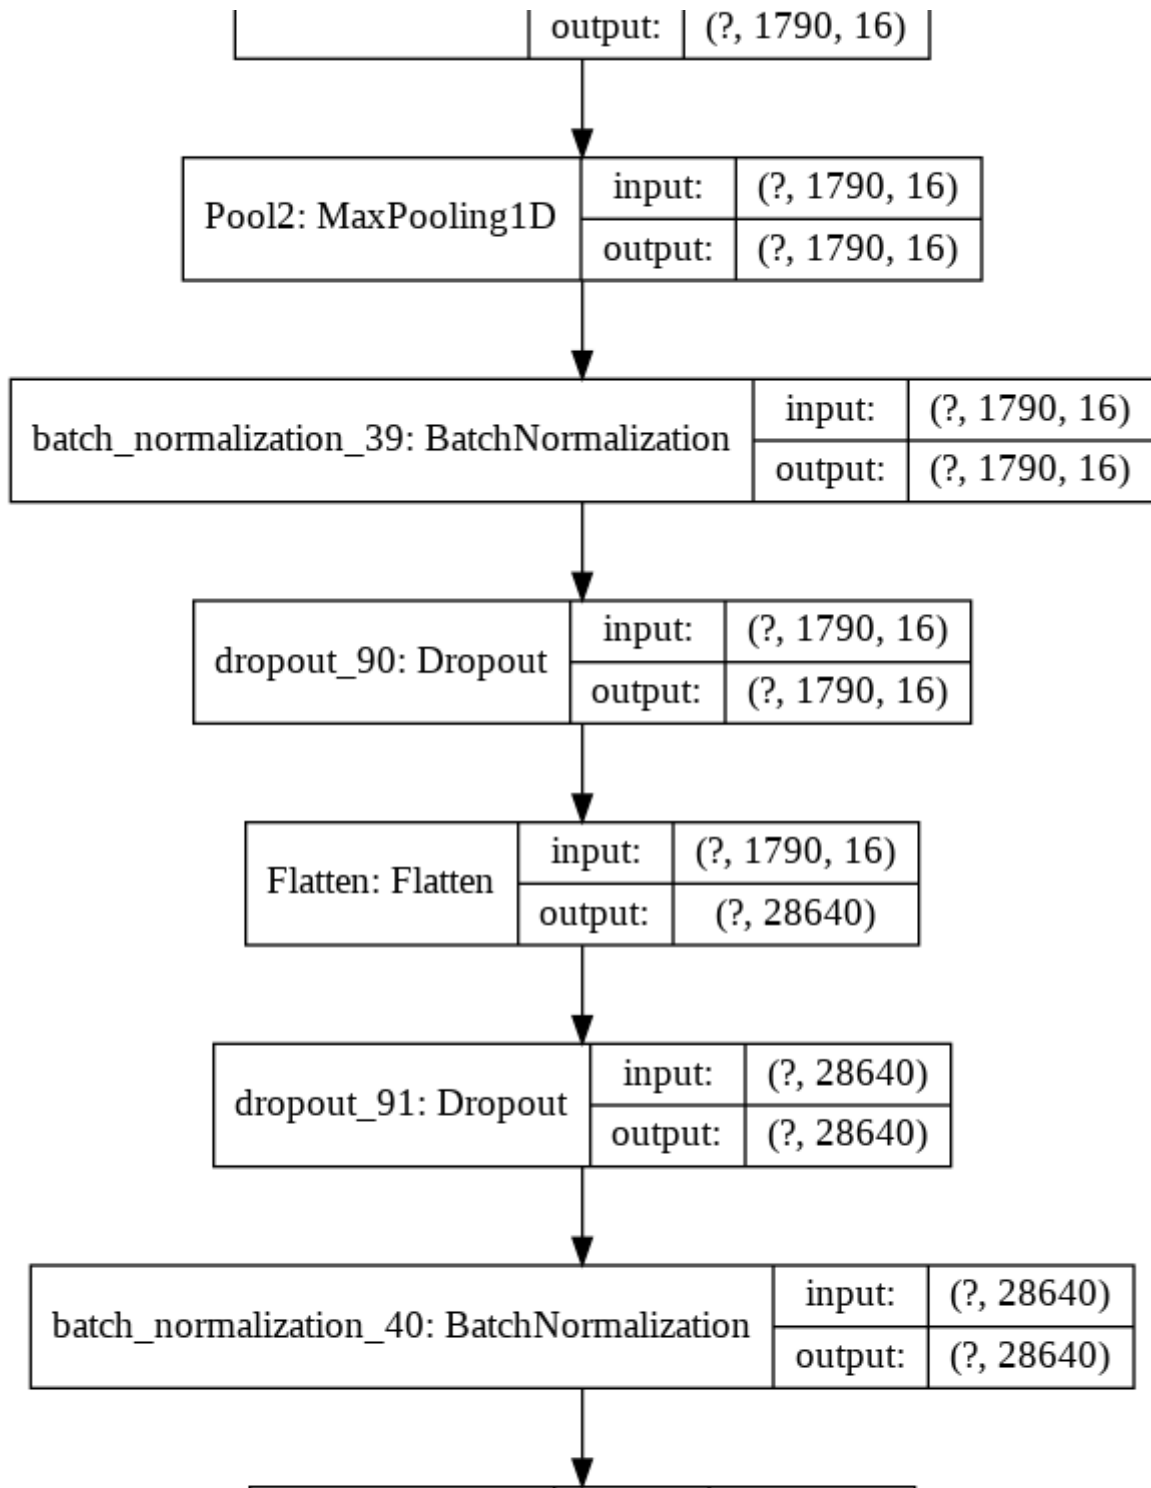 output: (?, 1790, 16)
Pool2: MaxPooling1D
input: (?, 1790, 16)
output: (?, 1790, 16)
batch_normalization_39: BatchNormalization
input: (?, 1790, 16)
output: (?, 1790, 16)
dropout_90: Dropout
input: (?, 1790, 16)
output: (?, 1790, 16)
Flatten: Flatten
input: (?, 1790, 16)
output: (?, 28640)
dropout_91: Dropout
input: (?, 28640)
output: (?, 28640)
batch_normalization_40: BatchNormalization
input: (?, 28640)
output: (?, 28640)